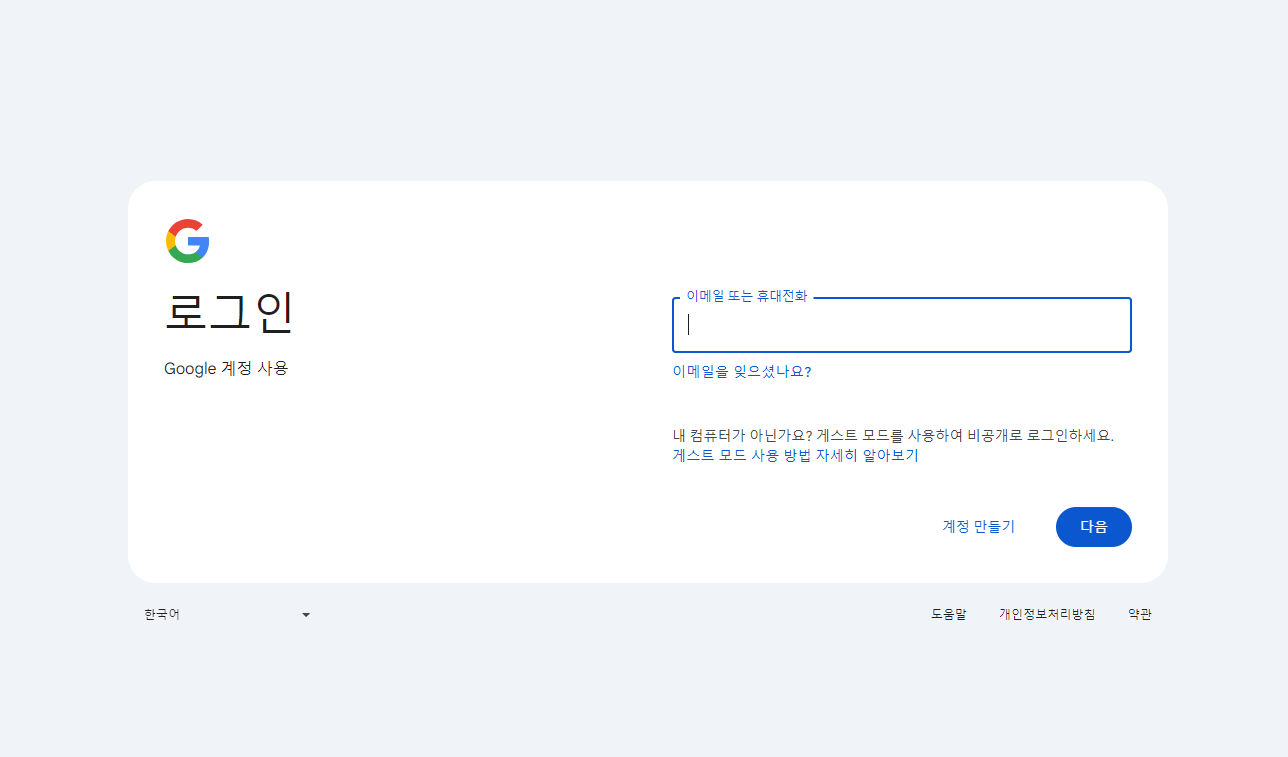 로그인
Google 계정 사용
이메일 또는 휴대전화
이메일을 잊으셨나요?
내 컴퓨터가 아닌가요? 게스트 모드를 사용하여 비공개로 로그인하세요.
게스트 모드 사용 방법 자세히 알아보기
계정 만들기
다음
한국어
도움말
개인정보처리방침
약관